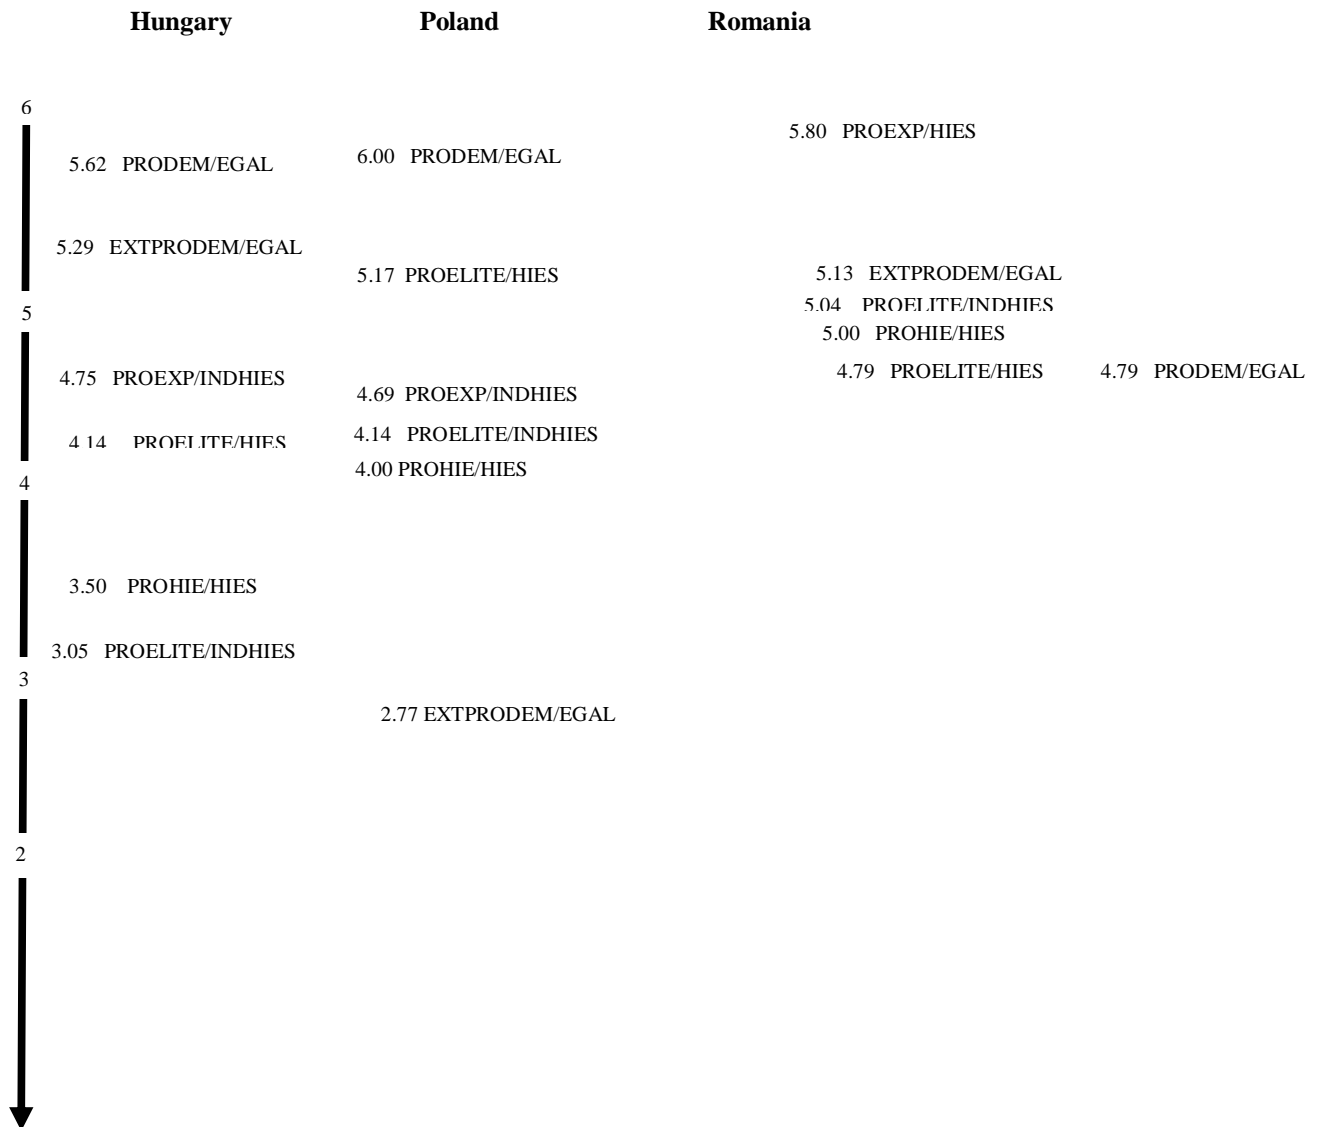 Hungary Poland Romania
6
5.80 PROEXP/HIES
5.62 PRODEM/EGAL 6.00 PRODEM/EGAL
5.29 EXTPRODEM/EGAL
5.17 PROELITE/HIES 5.13 EXTPRODEM/EGAL
5 5.04 PROELITE/INDHIES
5.00 PROHIE/HIES
4.75 PROEXP/INDHIES 4.79 PROELITE/HIES 4.79 PRODEM/EGAL
4.69 PROEXP/INDHIES
4.14 PROELITE/HIES 4.14 PROELITE/INDHIES
4.00 PROHIE/HIES
4
3.50 PROHIE/HIES
3.05 PROELITE/INDHIES
3
2.77 EXTPRODEM/EGAL
2